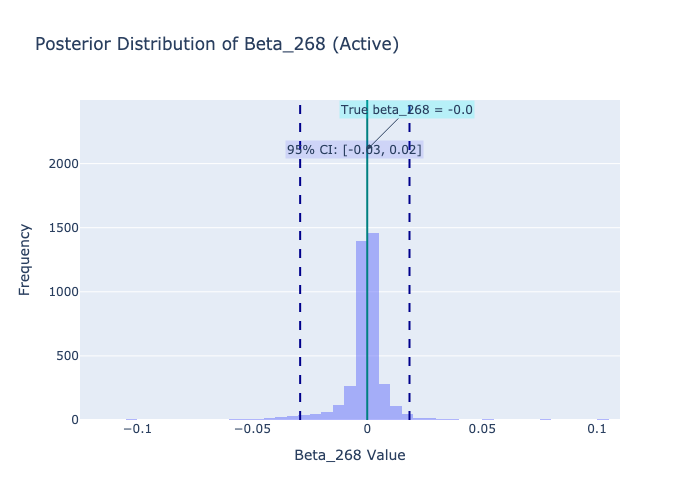 Posterior Distribution of Beta_268 (Active)
True beta_268 = -0.0
95% CI: [-0.03, 0.02]
2000
1500
1000
500
0
Frequency
−0.1
−0.05
0
0.05
0.1
Beta_268 Value